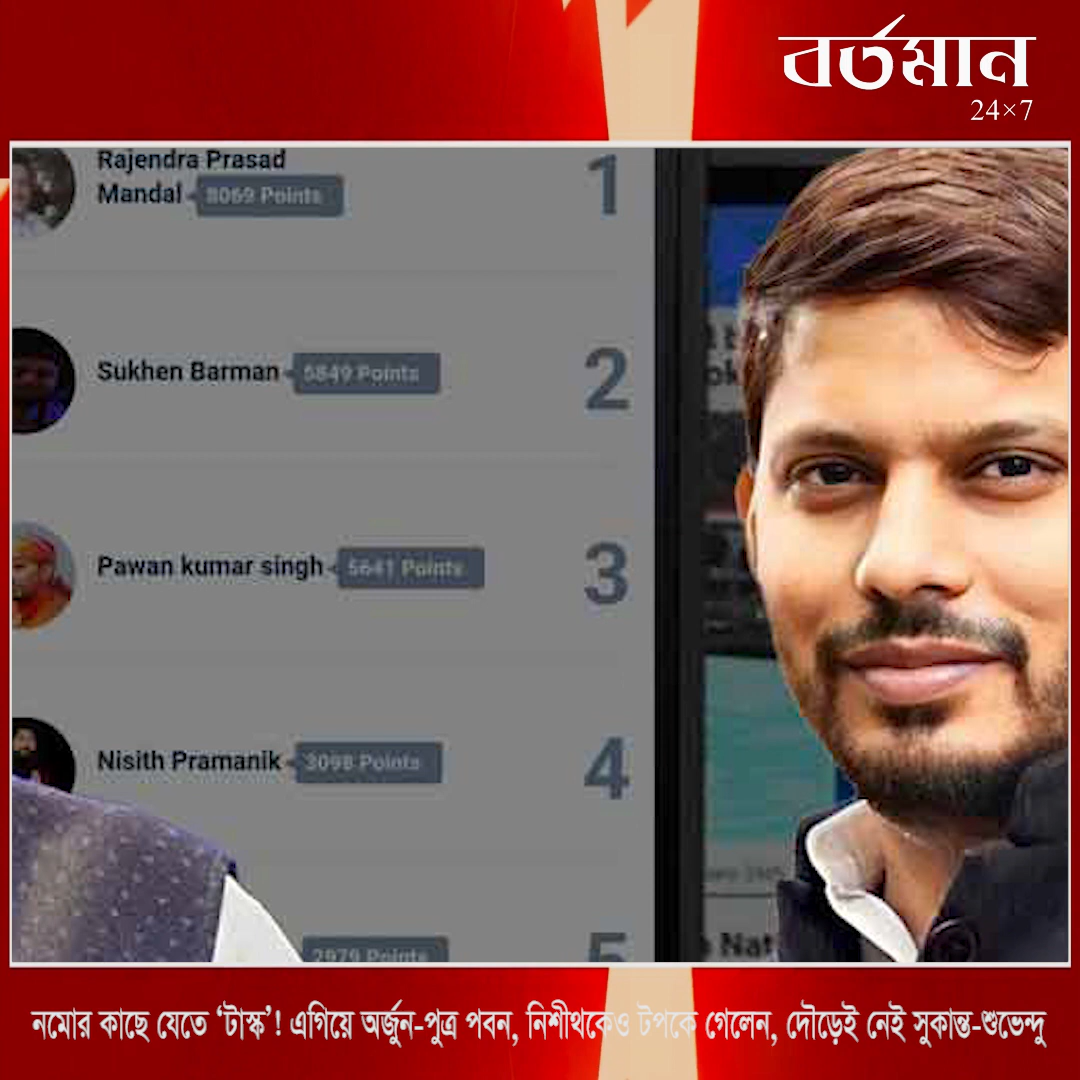 বর্তমান
24×7
Rajendra Prasad
Mandal 8069 Points
1
Sukhen Barman 5849 Points
2
Pawan kumar singh 5641 Points
3
Nisith Pramanik 3098 Points
4
2979 Points
5
Nat
নমোর কাছে যেতে ‘টাস্ক’! এগিয়ে অর্জুন-পুত্র পবন, নিশীথকেও টপকে গেলেন, দৌড়েই নেই সুকান্ত-শুভেন্দু